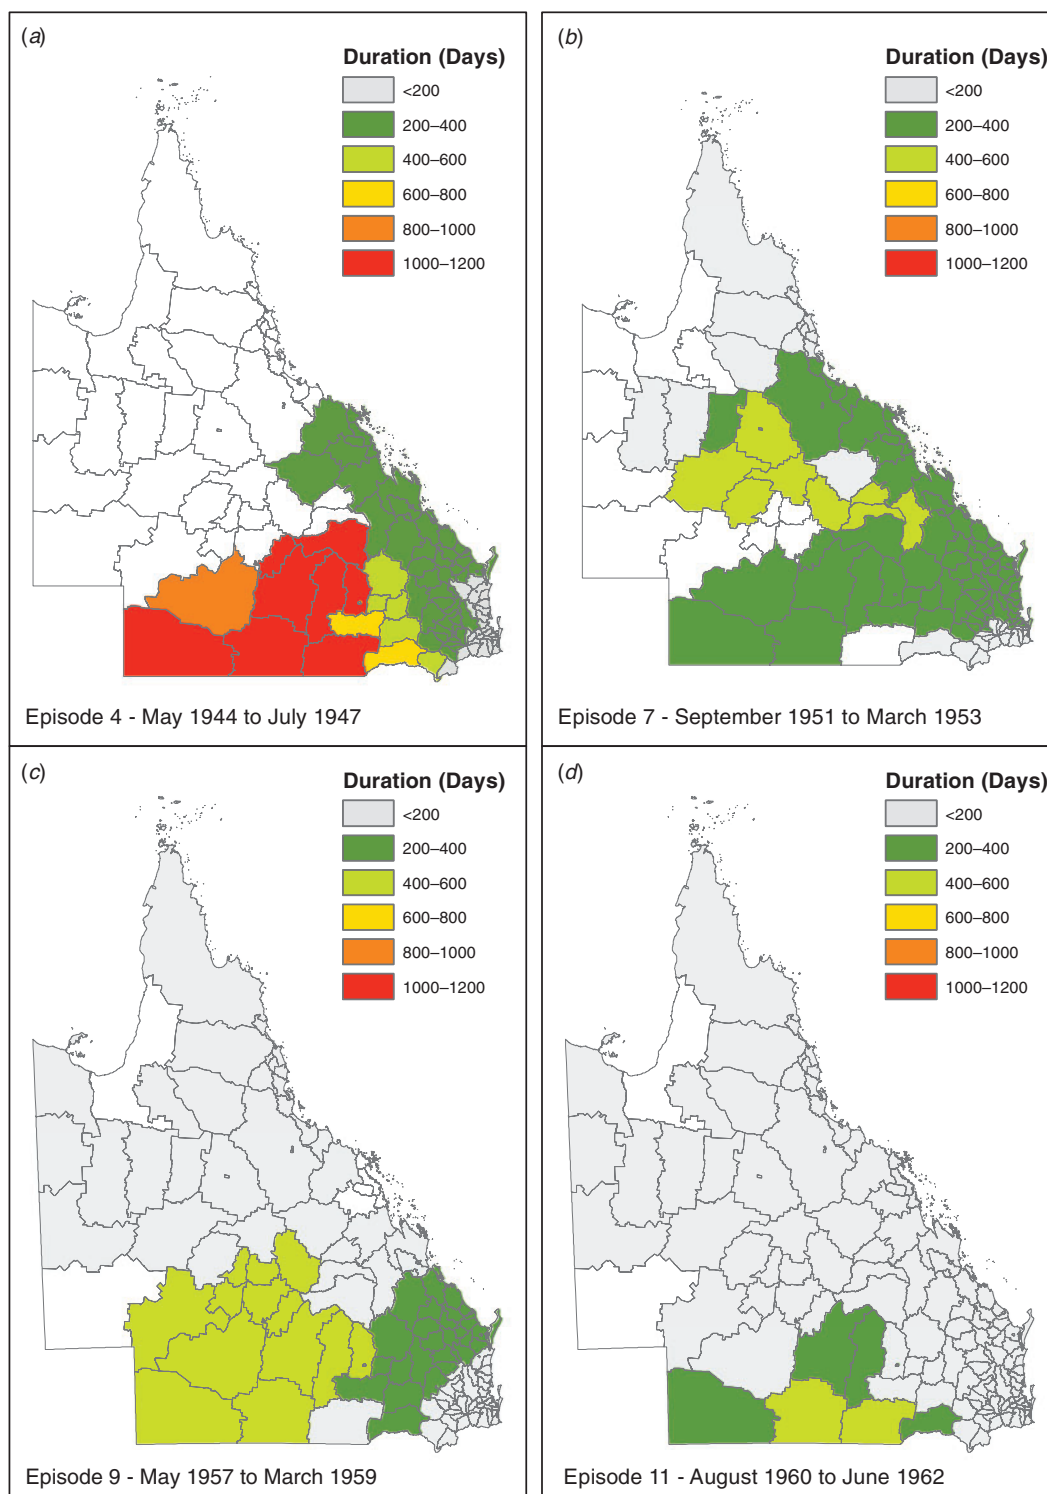 (a)
Duration (Days)
<200
200–400
400–600
600–800
800–1000
1000–1200
Episode 4 - May 1944 to July 1947
(b)
Duration (Days)
<200
200–400
400–600
600–800
800–1000
1000–1200
Episode 7 - September 1951 to March 1953
(c)
Duration (Days)
<200
200–400
400–600
600–800
800–1000
1000–1200
Episode 9 - May 1957 to March 1959
(d)
Duration (Days)
<200
200–400
400–600
600–800
800–1000
1000–1200
Episode 11 - August 1960 to June 1962